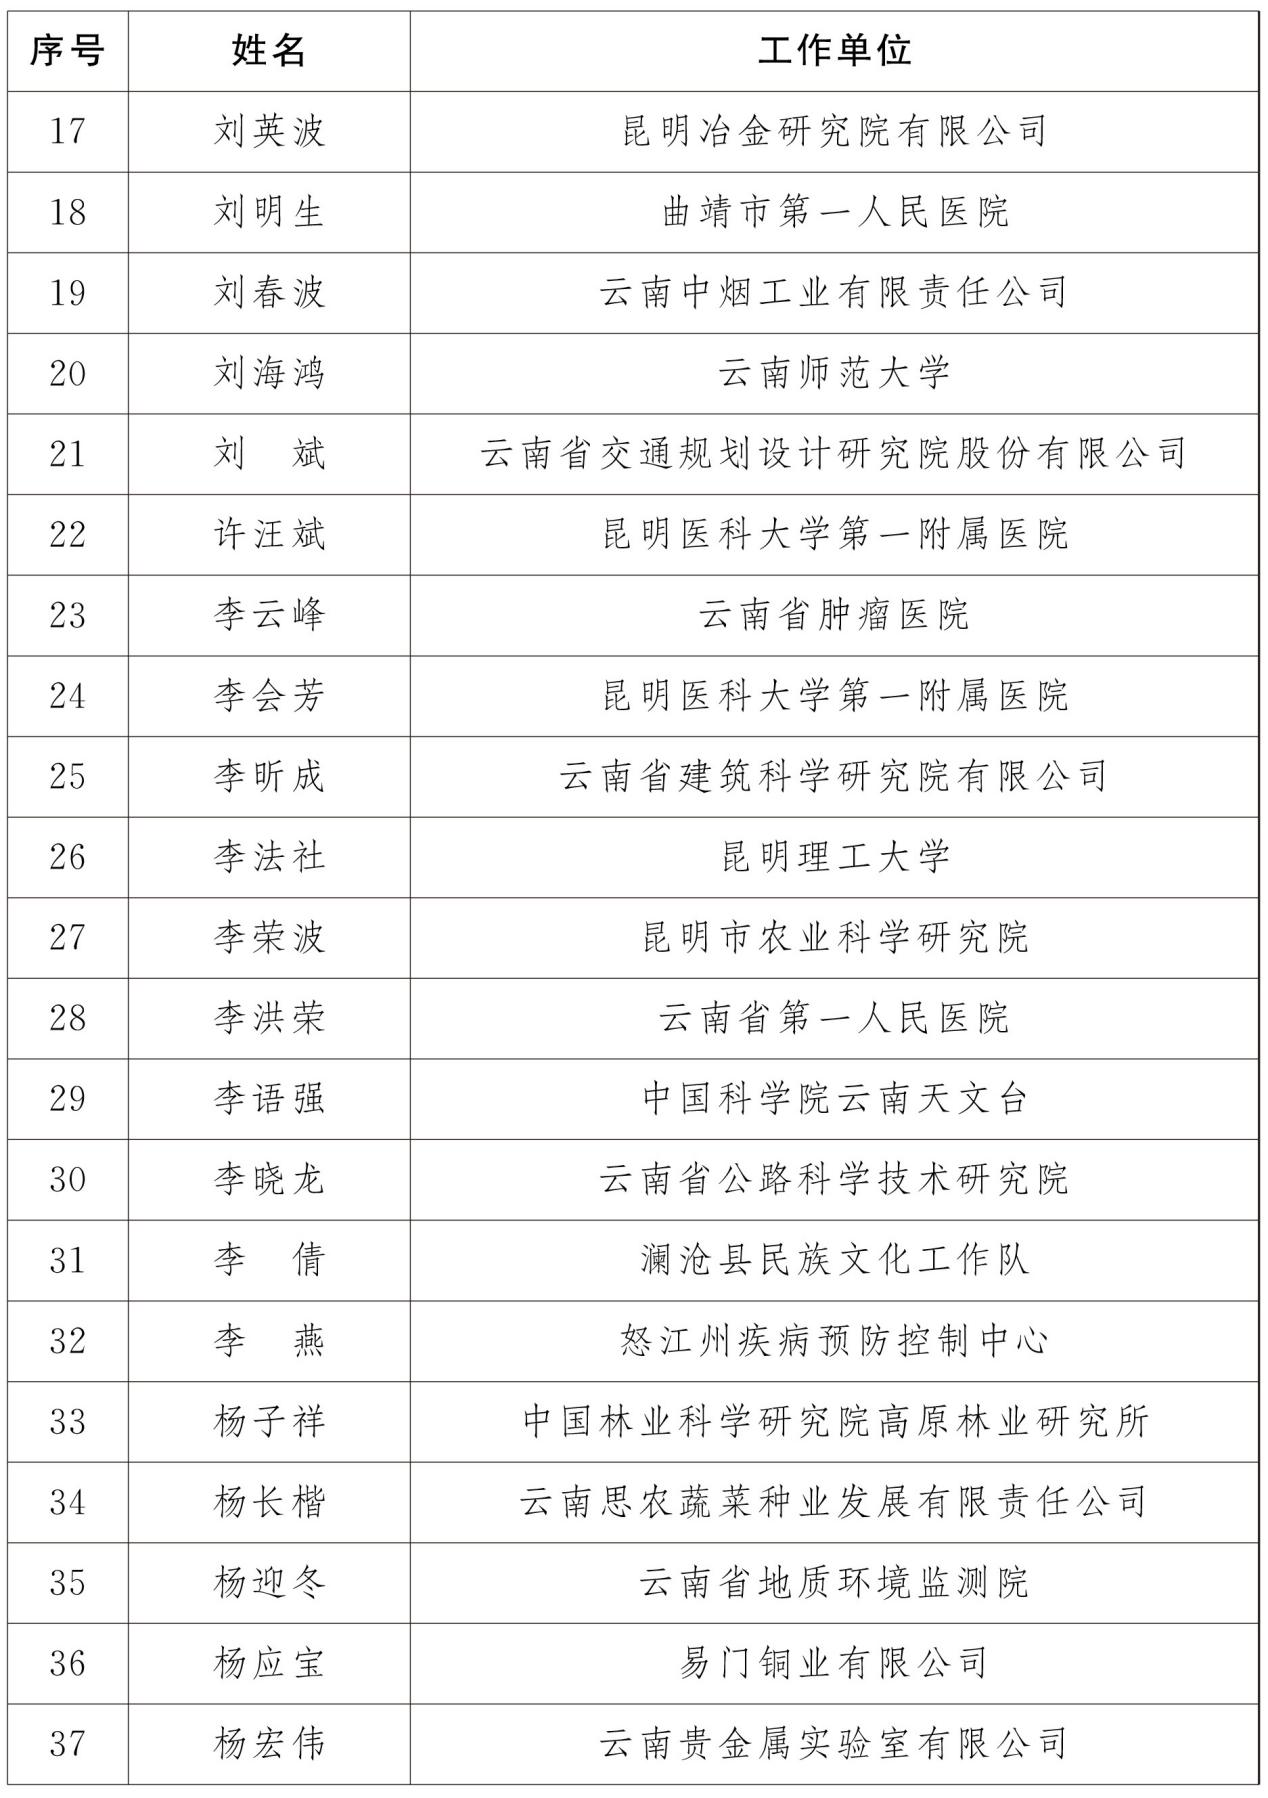 序号 姓名 工作单位
17 刘英波 昆明冶金研究院有限公司
18 刘明生 曲靖市第一人民医院
19 刘春波 云南中烟工业有限责任公司
20 刘海鸿 云南师范大学
21 刘 斌 云南省交通规划设计研究院股份有限公司
22 许汪斌 昆明医科大学第一附属医院
23 李云峰 云南省肿瘤医院
24 李会芳 昆明医科大学第一附属医院
25 李昕成 云南省建筑科学研究院有限公司
26 李法社 昆明理工大学
27 李荣波 昆明市农业科学研究院
28 李洪荣 云南省第一人民医院
29 李语强 中国科学院云南天文台
30 李晓龙 云南省公路科学技术研究院
31 李 倩 澜沧县民族文化工作队
32 李 燕 怒江州疾病预防控制中心
33 杨子祥 中国林业科学研究院高原林业研究所
34 杨长楷 云南思农蔬菜种业发展有限责任公司
35 杨迎冬 云南省地质环境监测院
36 杨应宝 易门铜业有限公司
37 杨宏伟 云南贵金属实验室有限公司